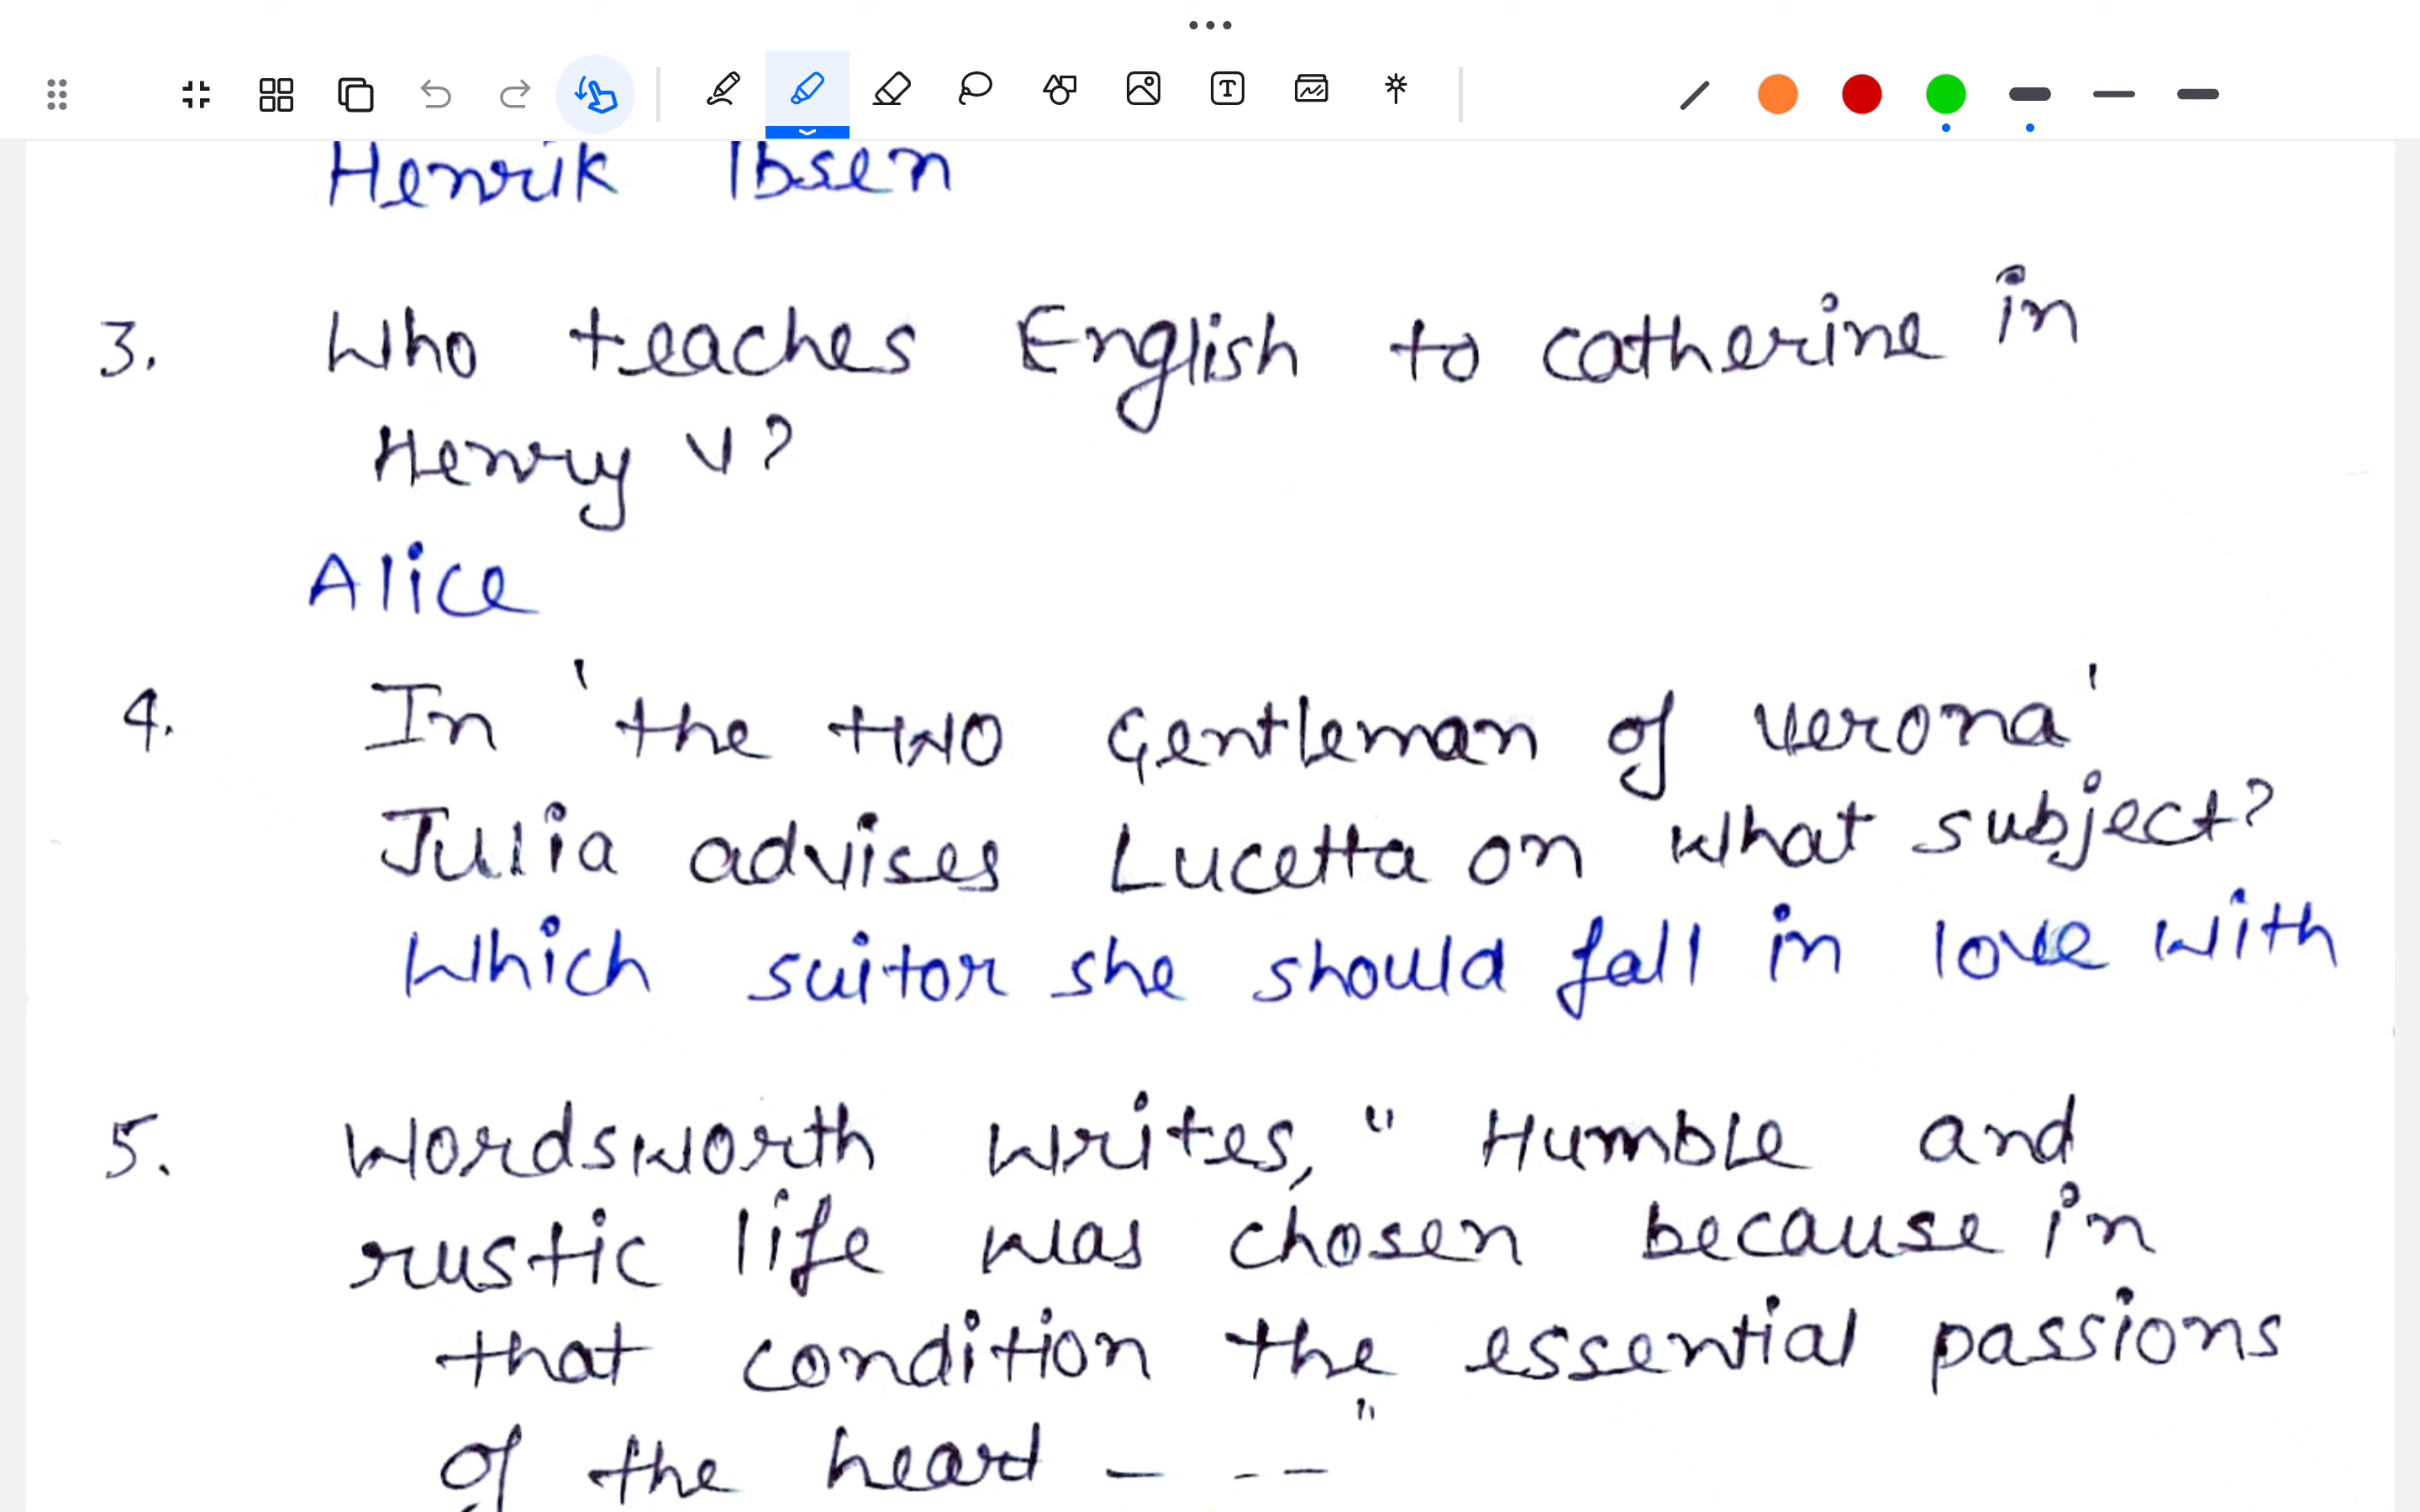 Henrik Ibsen
3. Who teaches English to catherine in
Henry V?
Alice
4. In 'the two Gentleman of verona'
Julia advises Lucetta on what subject?
Which suitor she should fall in love with
5. Wordsworth writes, " Humble and
rustic life was chosen because in
that condition the essential passions
of the heart - - -"